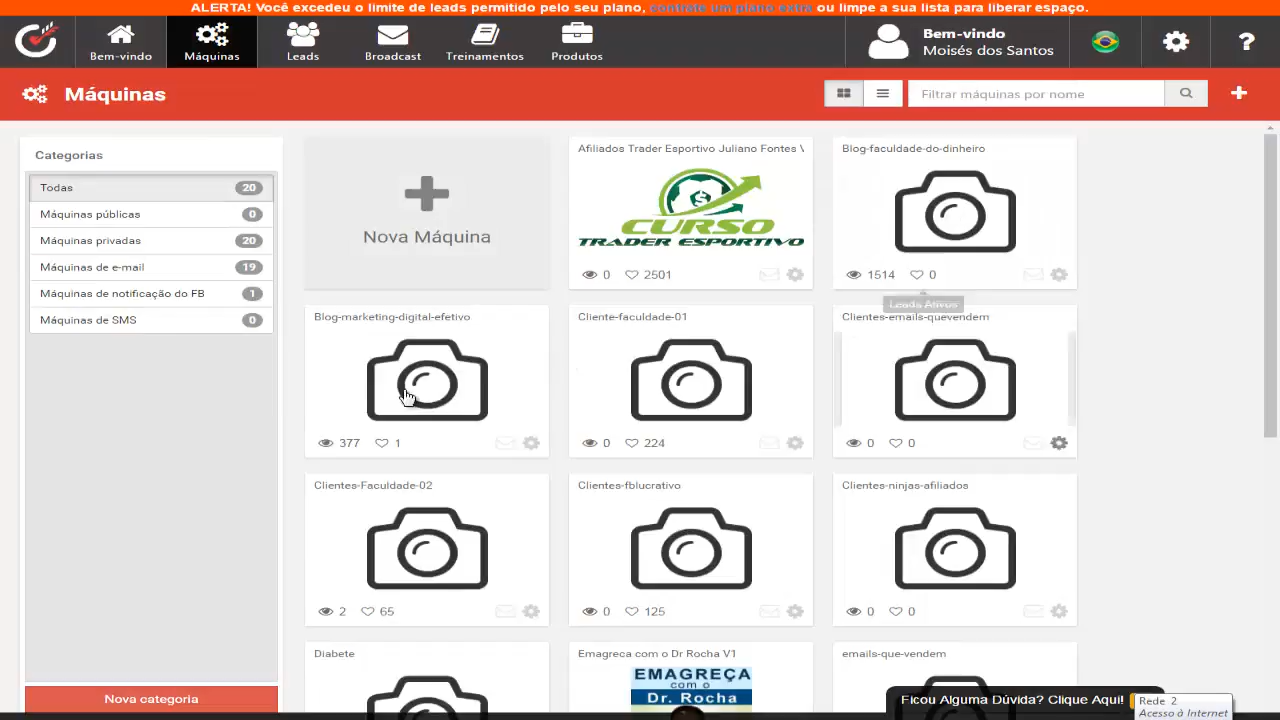 ALERTA! Você excedeu o limite de leads permitido pelo seu plano, contrate um plano extra ou limpe a sua lista para liberar espaço.
Bem-vindo
Máquinas
Leads
Broadcast
Treinamentos
Produtos
Bem-vindo
Moisés dos Santos
?
Máquinas
Filtrar máquinas por nome
Categorias
Todas 20
Máquinas públicas 0
Máquinas privadas 20
Máquinas de e-mail 19
Máquinas de notificação do FB 1
Máquinas de SMS 0
Nova categoria
Nova Máquina
Afiliados Trader Esportivo Juliano Fontes V
CURSO
TRADER ESPORTIVO
0 2501
Blog-faculdade-do-dinheiro
1514 0
Leads Ativos
Blog-marketing-digital-efetivo
377 1
Cliente-faculdade-01
0 224
Clientes-emails-quevendem
0 0
Clientes-Faculdade-02
2 65
Clientes-fblucrativo
0 125
Clientes-ninjas-afiliados
0 0
Diabete
Emagreca com o Dr Rocha V1
EMAGREÇA
com o
Dr. Rocha
emails-que-vendem
Ficou Alguma Dúvida? Clique Aqui!
Rede 2
Acesso à Internet